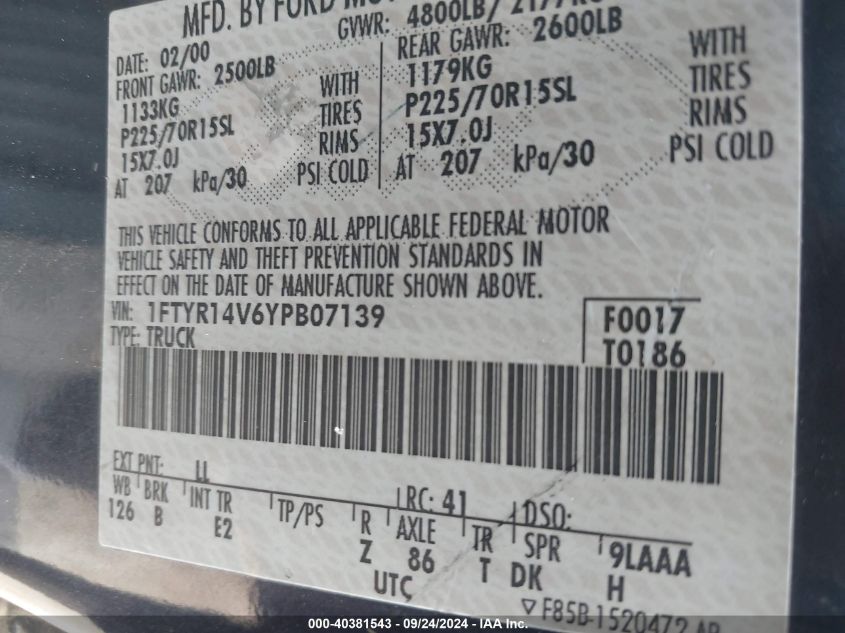 MFD. BY FORD MO
GVWR: 4800LB/ 2177KG
DATE: 02/00
FRONT GAWR: 2500LB
1133KG WITH
P225/70R15SL TIRES
15X7.0J RIMS
AT 207 kPa/30 PSI COLD
REAR GAWR: 2600LB
1179KG WITH
P225/70R15SL TIRES
15X7.0J RIMS
AT 207 kPa/30 PSI COLD
THIS VEHICLE CONFORMS TO ALL APPLICABLE FEDERAL MOTOR
VEHICLE SAFETY AND THEFT PREVENTION STANDARDS IN
EFFECT ON THE DATE OF MANUFACTURE SHOWN ABOVE.
VIN: 1FTYR14V6YPB07139
TYPE: TRUCK
F0017
T0186
EXT PNT: LL RC: 41 DSO:
WB BRK INT TR TP/PS R AXLE TR SPR 9LAAA
126 B E2 Z 86 T DK H
UTC
▽F85B-1520472
000-40381543 - 09/24/2024 - IAA Inc.